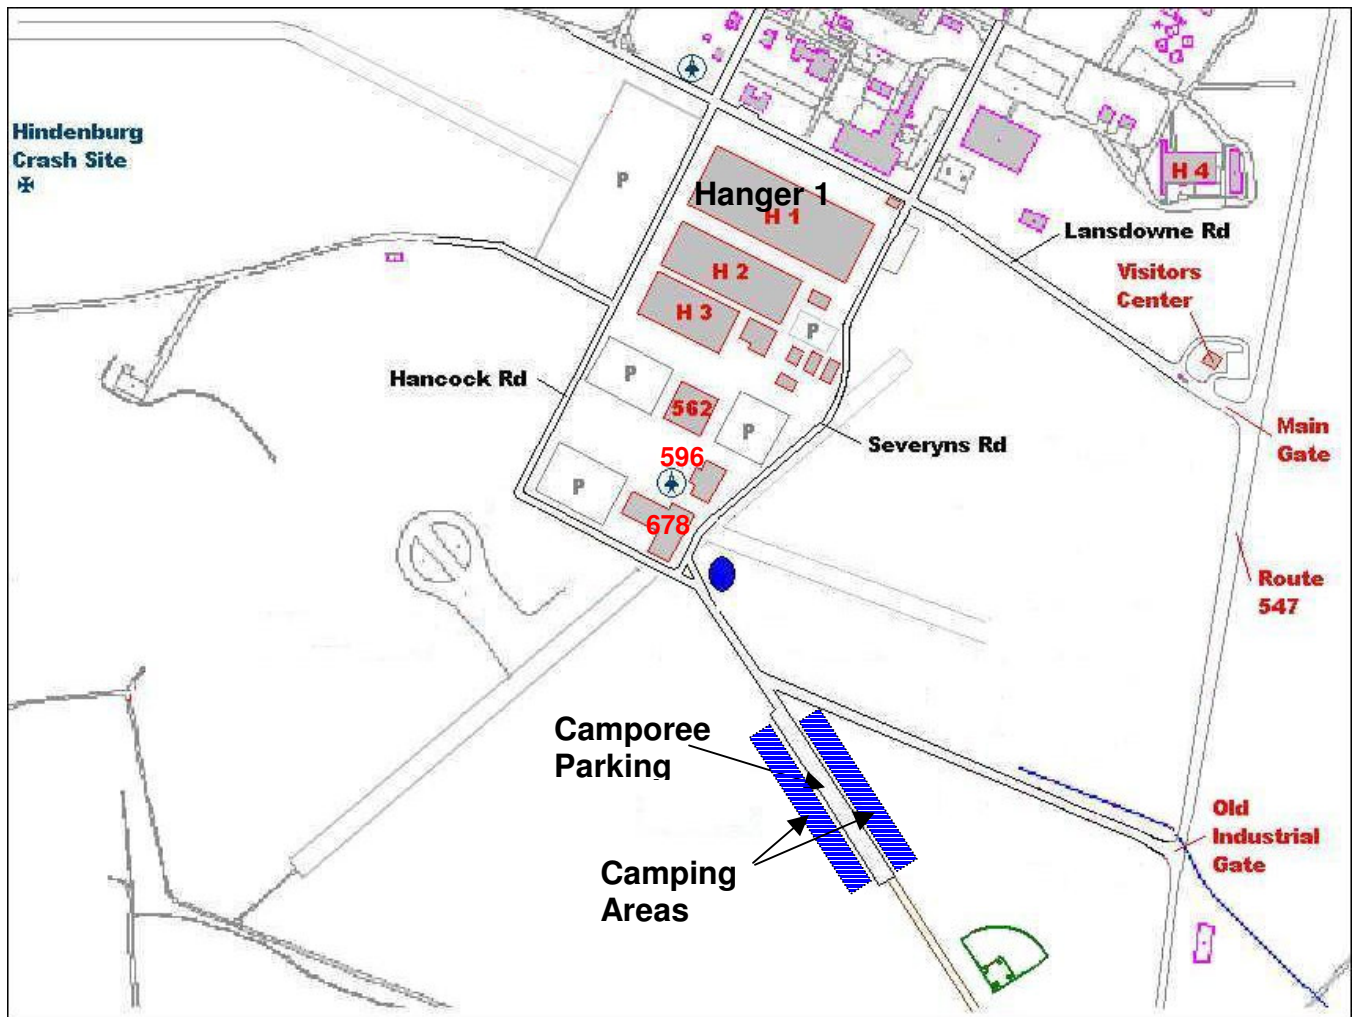 Hindenburg
Crash Site
P
Hanger 1
H 1
H 4
Lansdowne Rd
H 2
Visitors
Center
H 3
P
P
Hancock Rd
562
P
Main
Gate
Severyns Rd
596
P
678
Route
547
Camporee
Parking
Old
Industrial
Gate
Camping
Areas